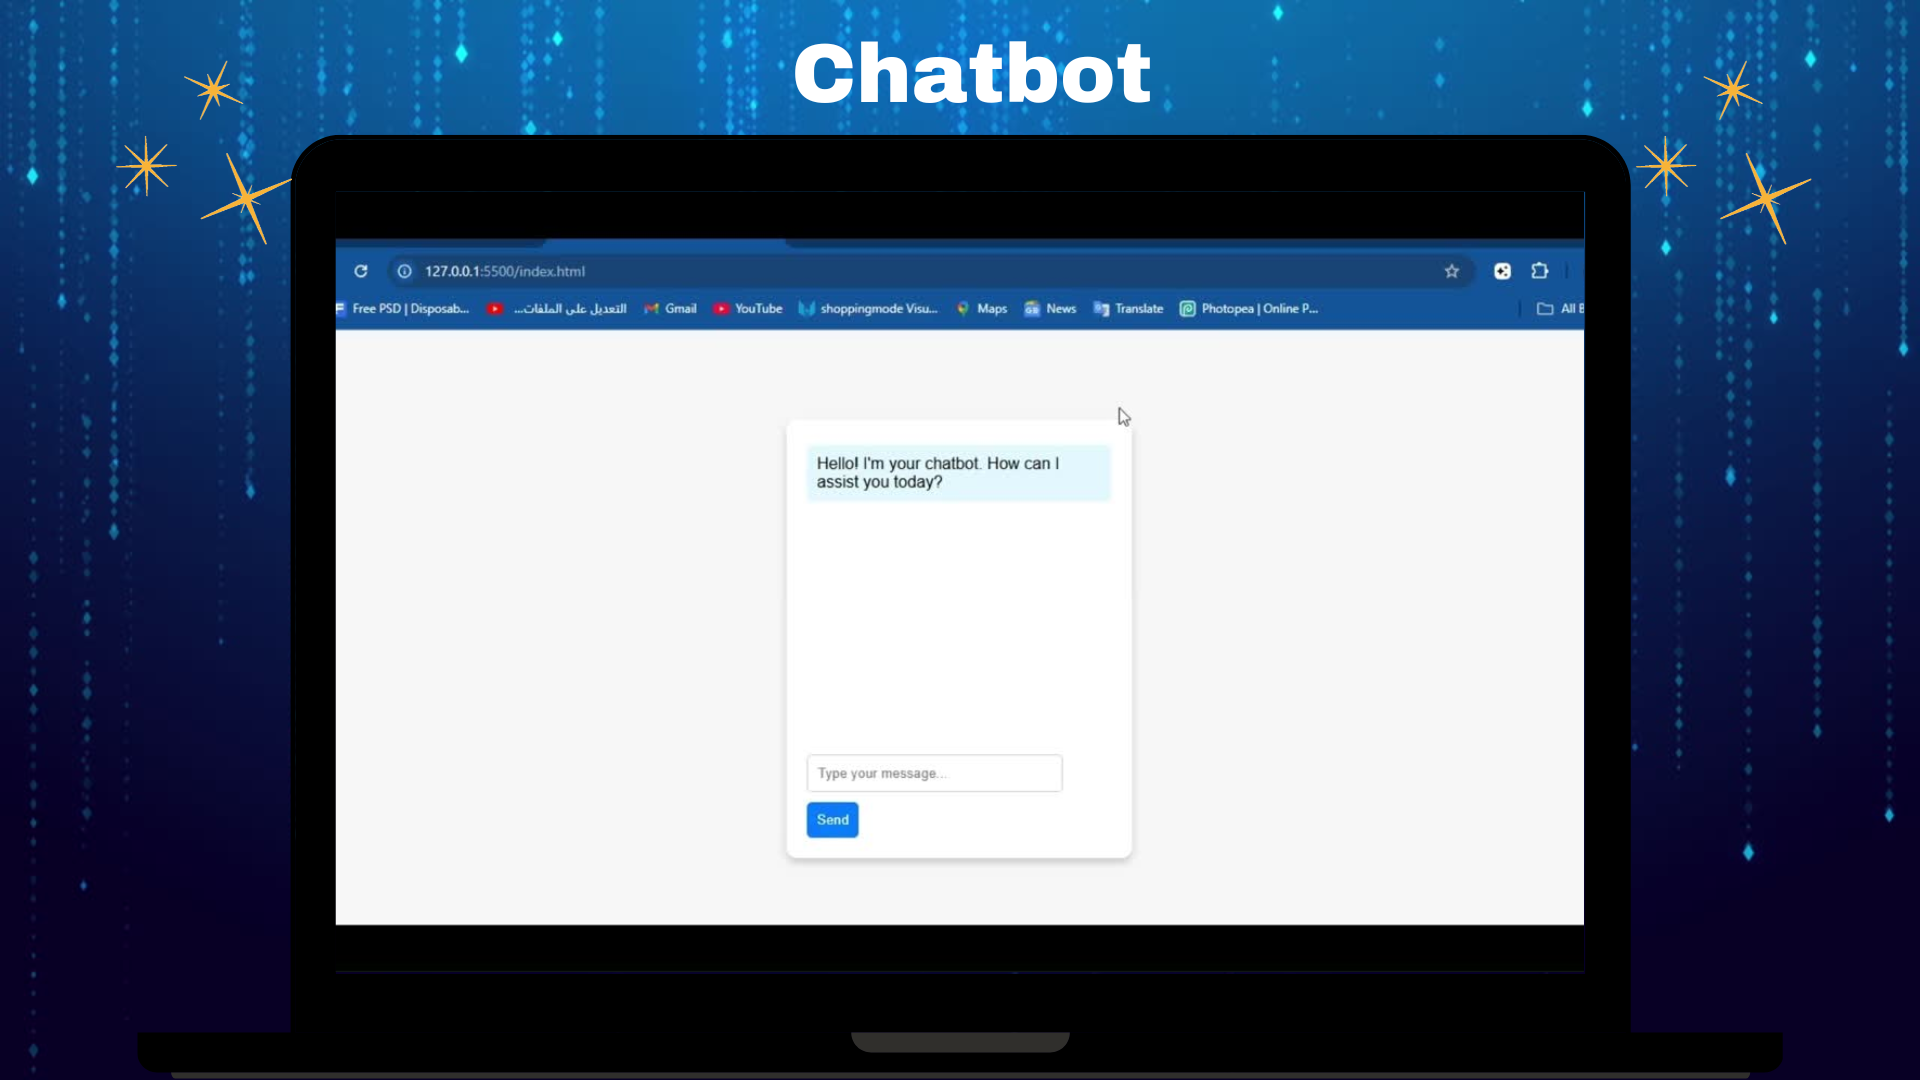 Chatbot
127.0.0.1:5500/index.html
Free PSD | Disposab...
التعديل على الملفات...
Gmail
YouTube
shoppingmode Visu...
Maps
News
Translate
Photopea | Online P...
All B
Hello! I'm your chatbot. How can I
assist you today?
Type your message...
Send